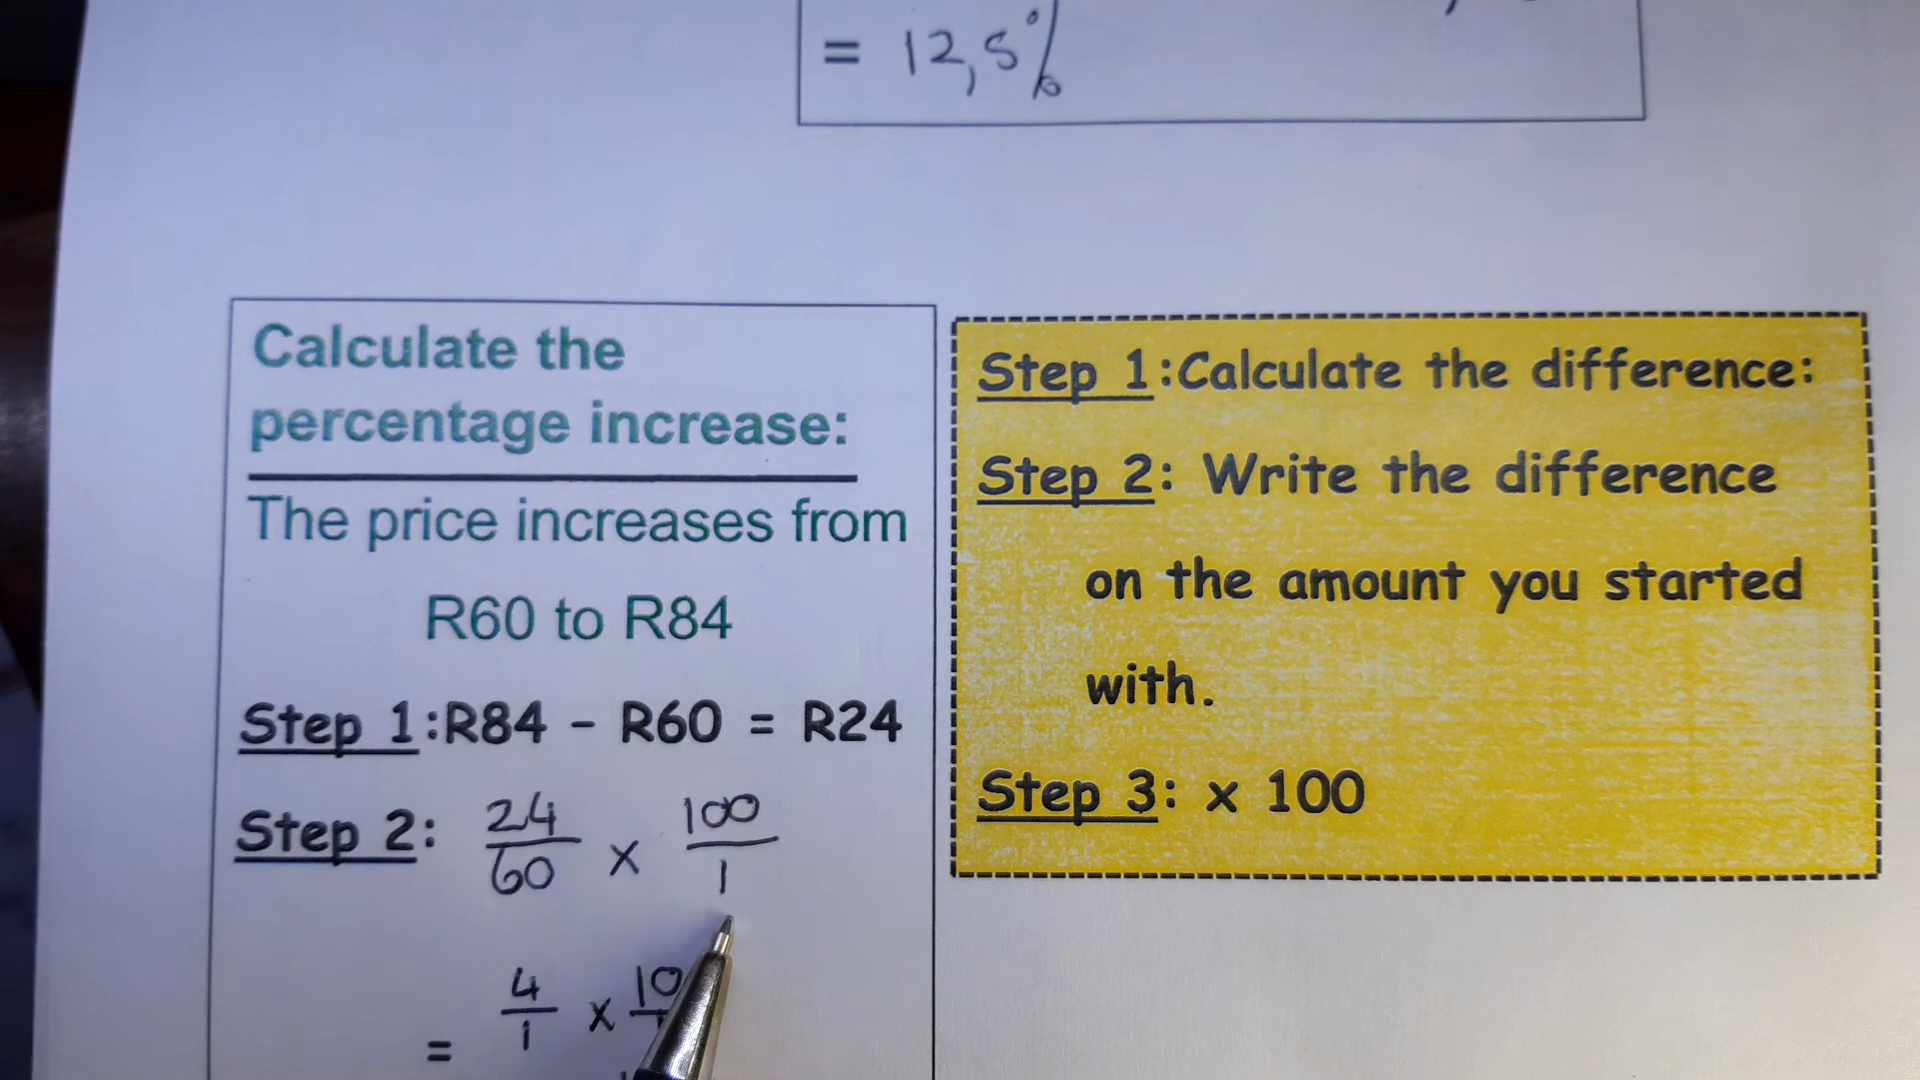 = 12,5%
Calculate the
percentage increase:
The price increases from
R60 to R84
Step 1:R84 - R60 = R24
Step 2: 24/60 x 100/1
= 4/1 x 10
Step 1:Calculate the difference:
Step 2: Write the difference
on the amount you started
with.
Step 3: x 100